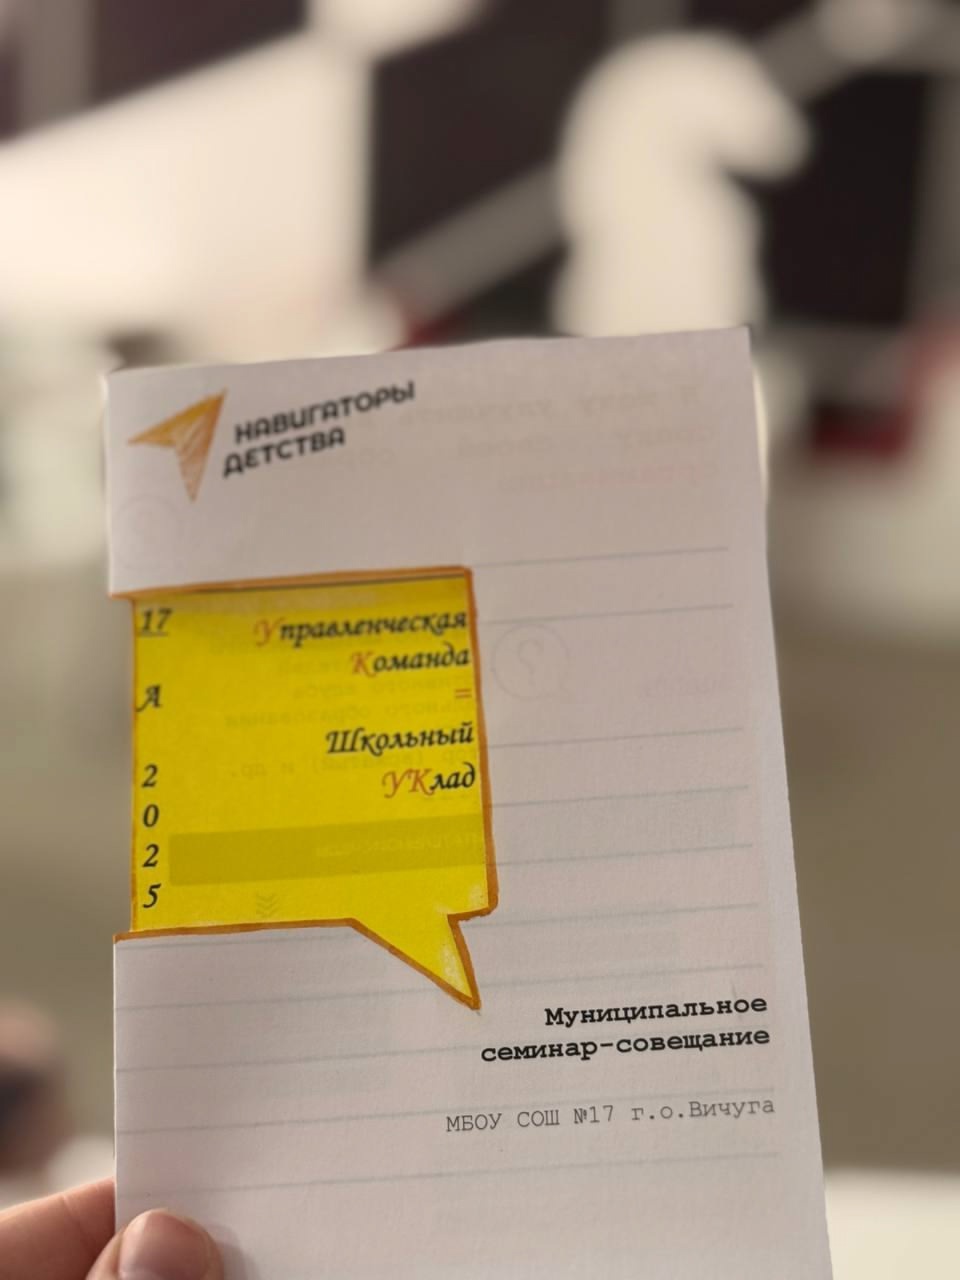 НАВИГАТОРЫ
ДЕТСТВА
17 Управленческая
Команда
А =
Школьный
2 УКлад
0
2
5
Муниципальное
семинар-совещание
МБОУ СОШ №17 г.о.Вичуга